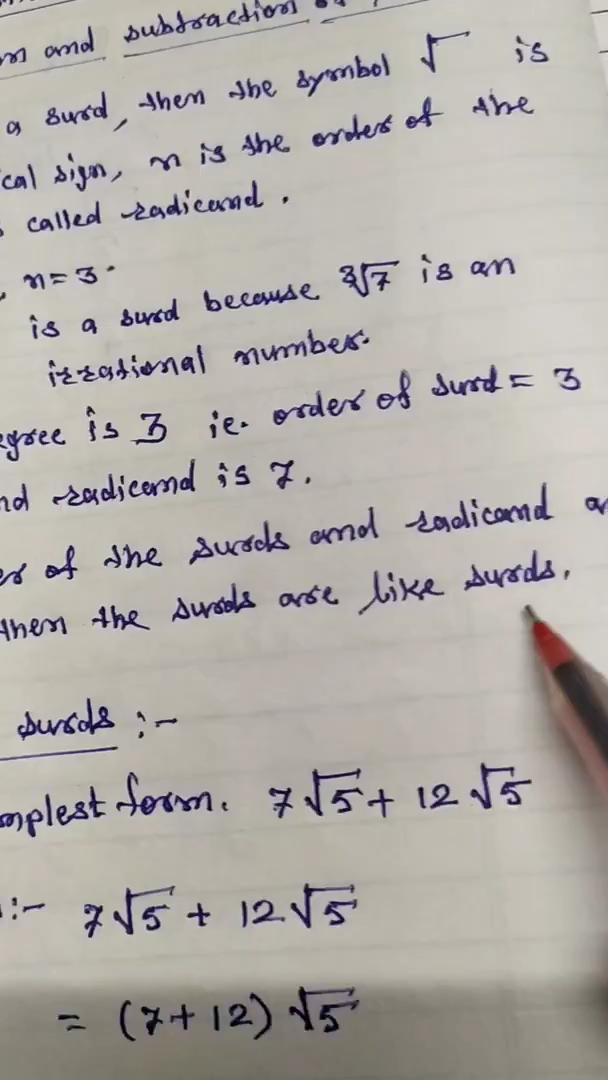 and subtraction
a surd, then the symbol √ is
cal sign, n is the order of the
called radicand.
n=3.
is a surd because ∛7 is an
irrational number.
egree is 3 ie. order of surd = 3
nd radicand is 7.
er of the surds and radicand a
then the surds are like surds.
surds :-
mplest form. 7√5 + 12√5
:- 7√5 + 12√5
= (7+12) √5